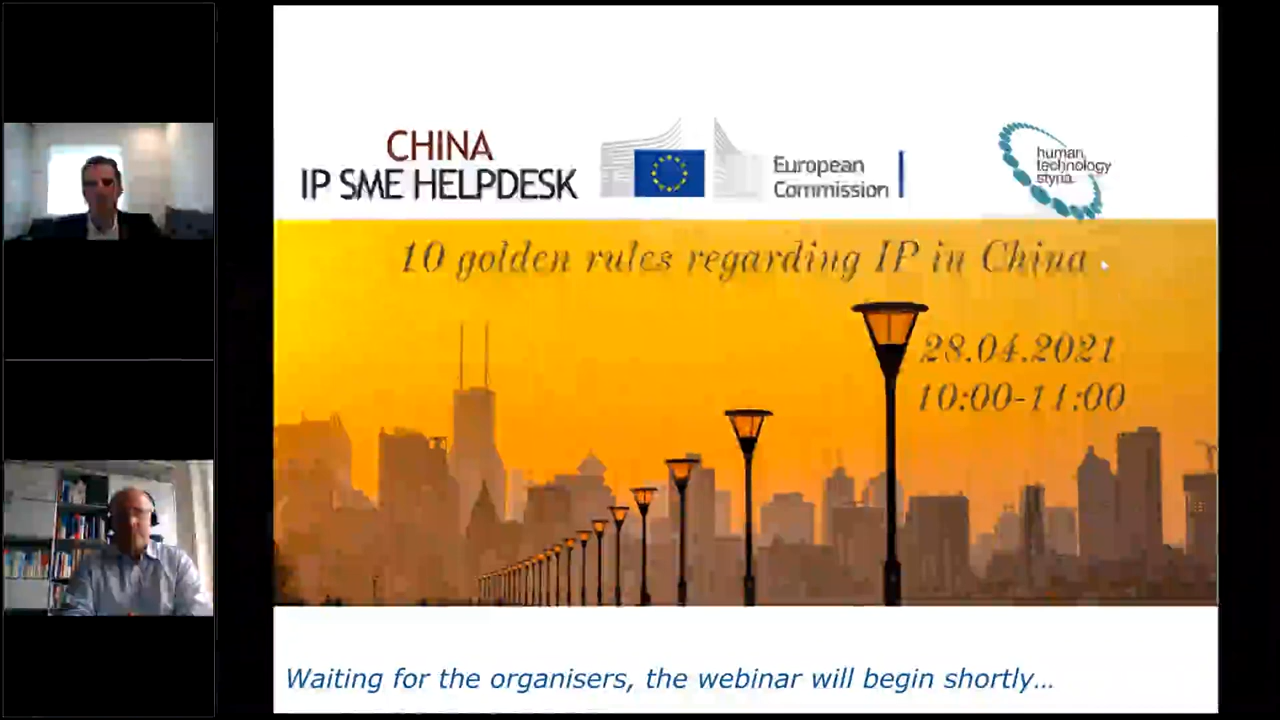 CHINA
IP SME HELPDESK
European
Commission
human
technology
styria
10 golden rules regarding IP in China
28.04.2021
10:00-11:00
Waiting for the organisers, the webinar will begin shortly…